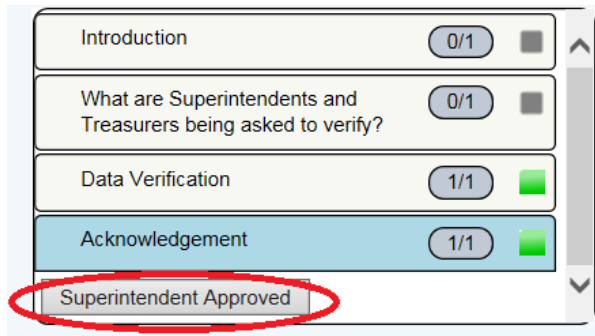 Introduction 0/1
What are Superintendents and 0/1
Treasurers being asked to verify?
Data Verification 1/1
Acknowledgement 1/1
Superintendent Approved